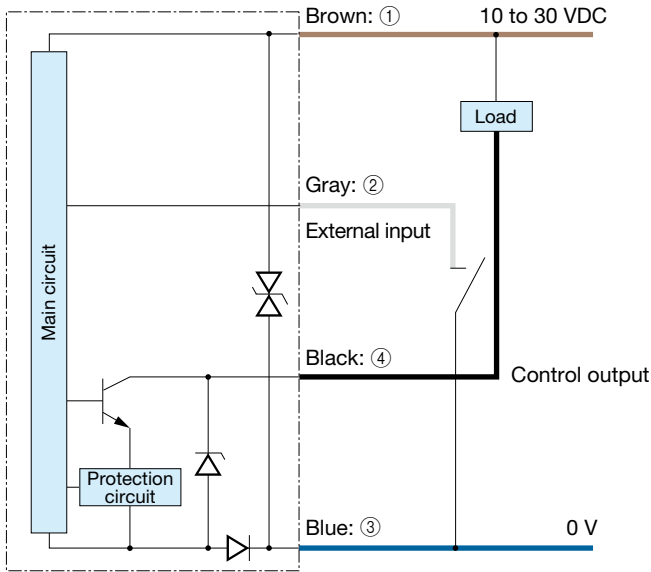 Brown: ①
10 to 30 VDC
Load
Gray: ②
External input
Main circuit
Black: ④
Control output
Protection
circuit
Blue: ③
0 V